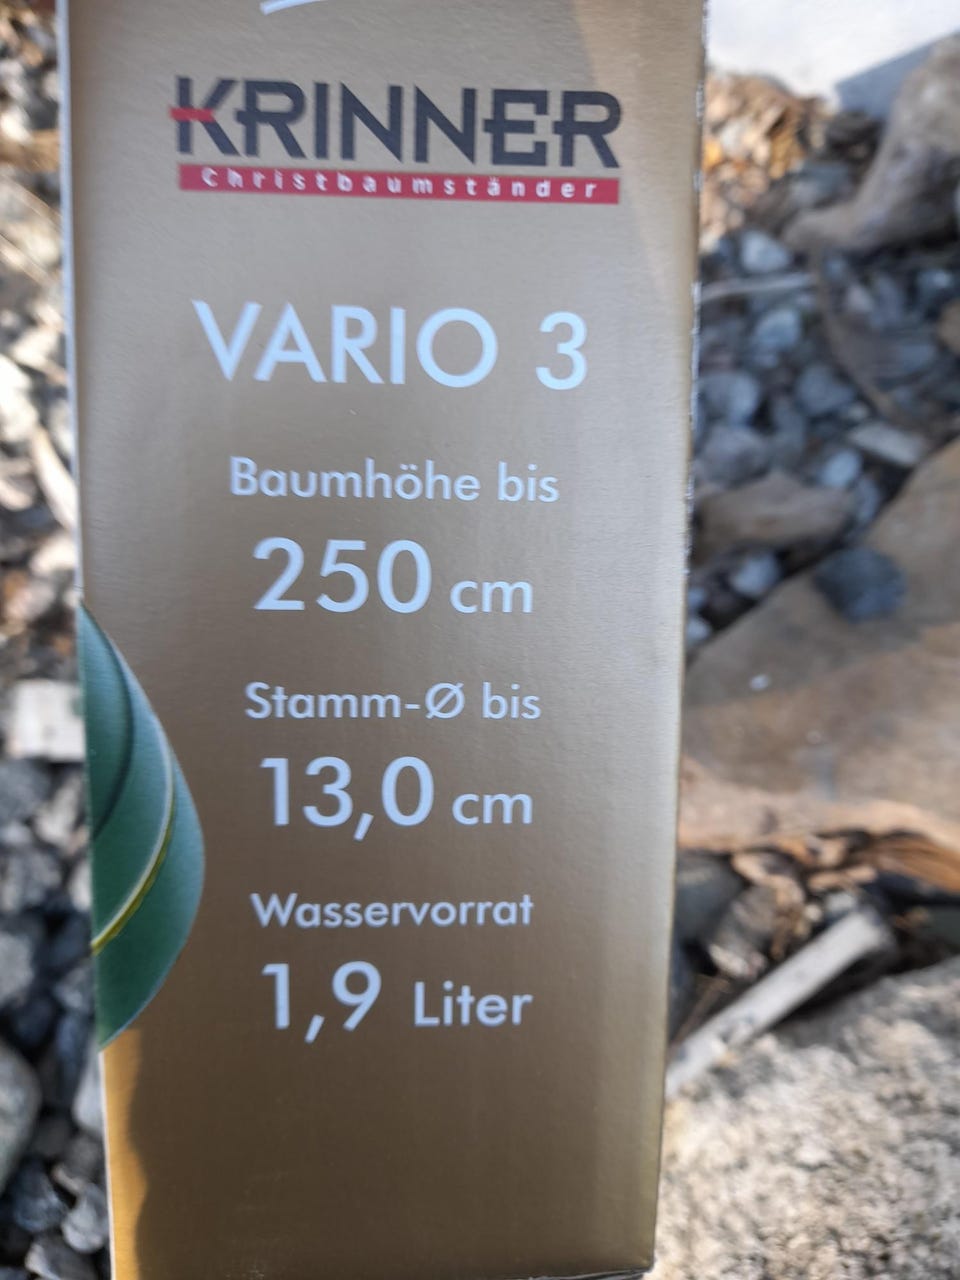 KRINNER
Christbaumständer
VARIO 3
Baumhöhe bis
250 cm
Stamm-Ø bis
13,0 cm
Wasservorrat
1,9 Liter